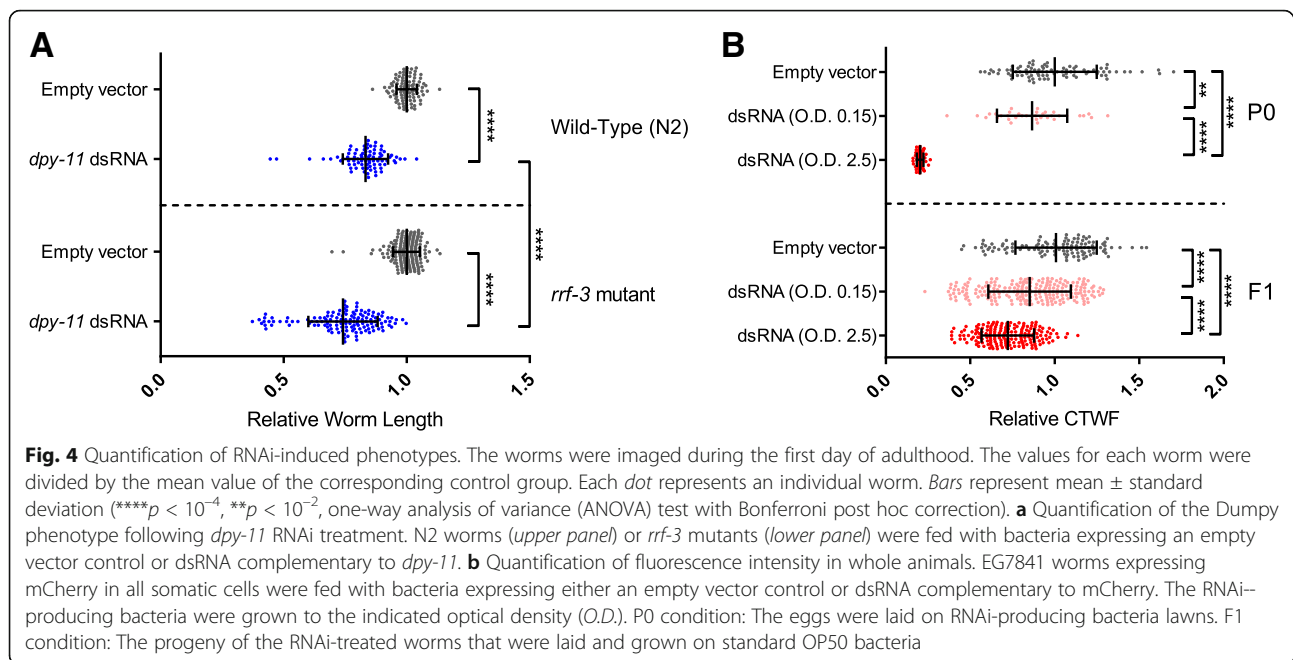 A
Empty vector
dpy-11 dsRNA
****
Wild-Type (N2)
Empty vector
dpy-11 dsRNA
****
****
rrf-3 mutant
0.0
0.5
1.0
1.5
Relative Worm Length
B
Empty vector
dsRNA (O.D. 0.15)
dsRNA (O.D. 2.5)
**
****
****
P0
Empty vector
dsRNA (O.D. 0.15)
dsRNA (O.D. 2.5)
****
****
****
F1
0.0
0.5
1.0
1.5
2.0
Relative CTWF
Fig. 4 Quantification of RNAi-induced phenotypes. The worms were imaged during the first day of adulthood. The values for each worm were
divided by the mean value of the corresponding control group. Each dot represents an individual worm. Bars represent mean ± standard
deviation (****p < 10⁻⁴, **p < 10⁻², one-way analysis of variance (ANOVA) test with Bonferroni post hoc correction). a Quantification of the Dumpy
phenotype following dpy-11 RNAi treatment. N2 worms (upper panel) or rrf-3 mutants (lower panel) were fed with bacteria expressing an empty
vector control or dsRNA complementary to dpy-11. b Quantification of fluorescence intensity in whole animals. EG7841 worms expressing
mCherry in all somatic cells were fed with bacteria expressing either an empty vector control or dsRNA complementary to mCherry. The RNAi--
producing bacteria were grown to the indicated optical density (O.D.). P0 condition: The eggs were laid on RNAi-producing bacteria lawns. F1
condition: The progeny of the RNAi-treated worms that were laid and grown on standard OP50 bacteria